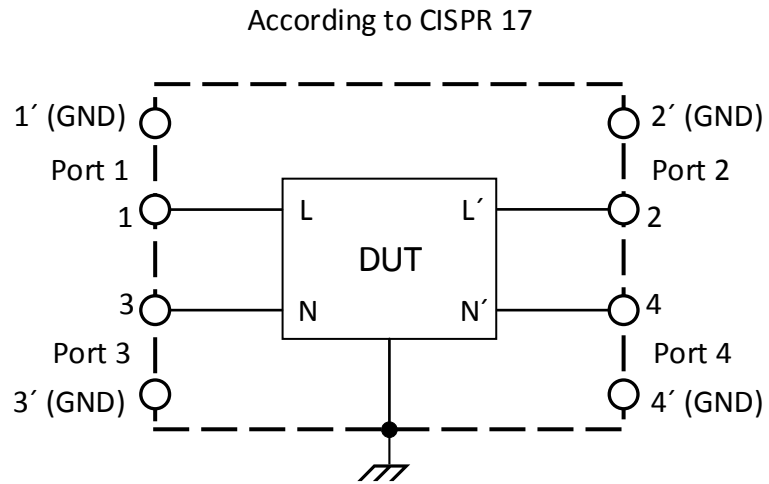 According to CISPR 17
1´ (GND)
2´ (GND)
Port 1
Port 2
1
L
L´
2
DUT
3
N
N´
4
Port 3
Port 4
3´ (GND)
4´ (GND)